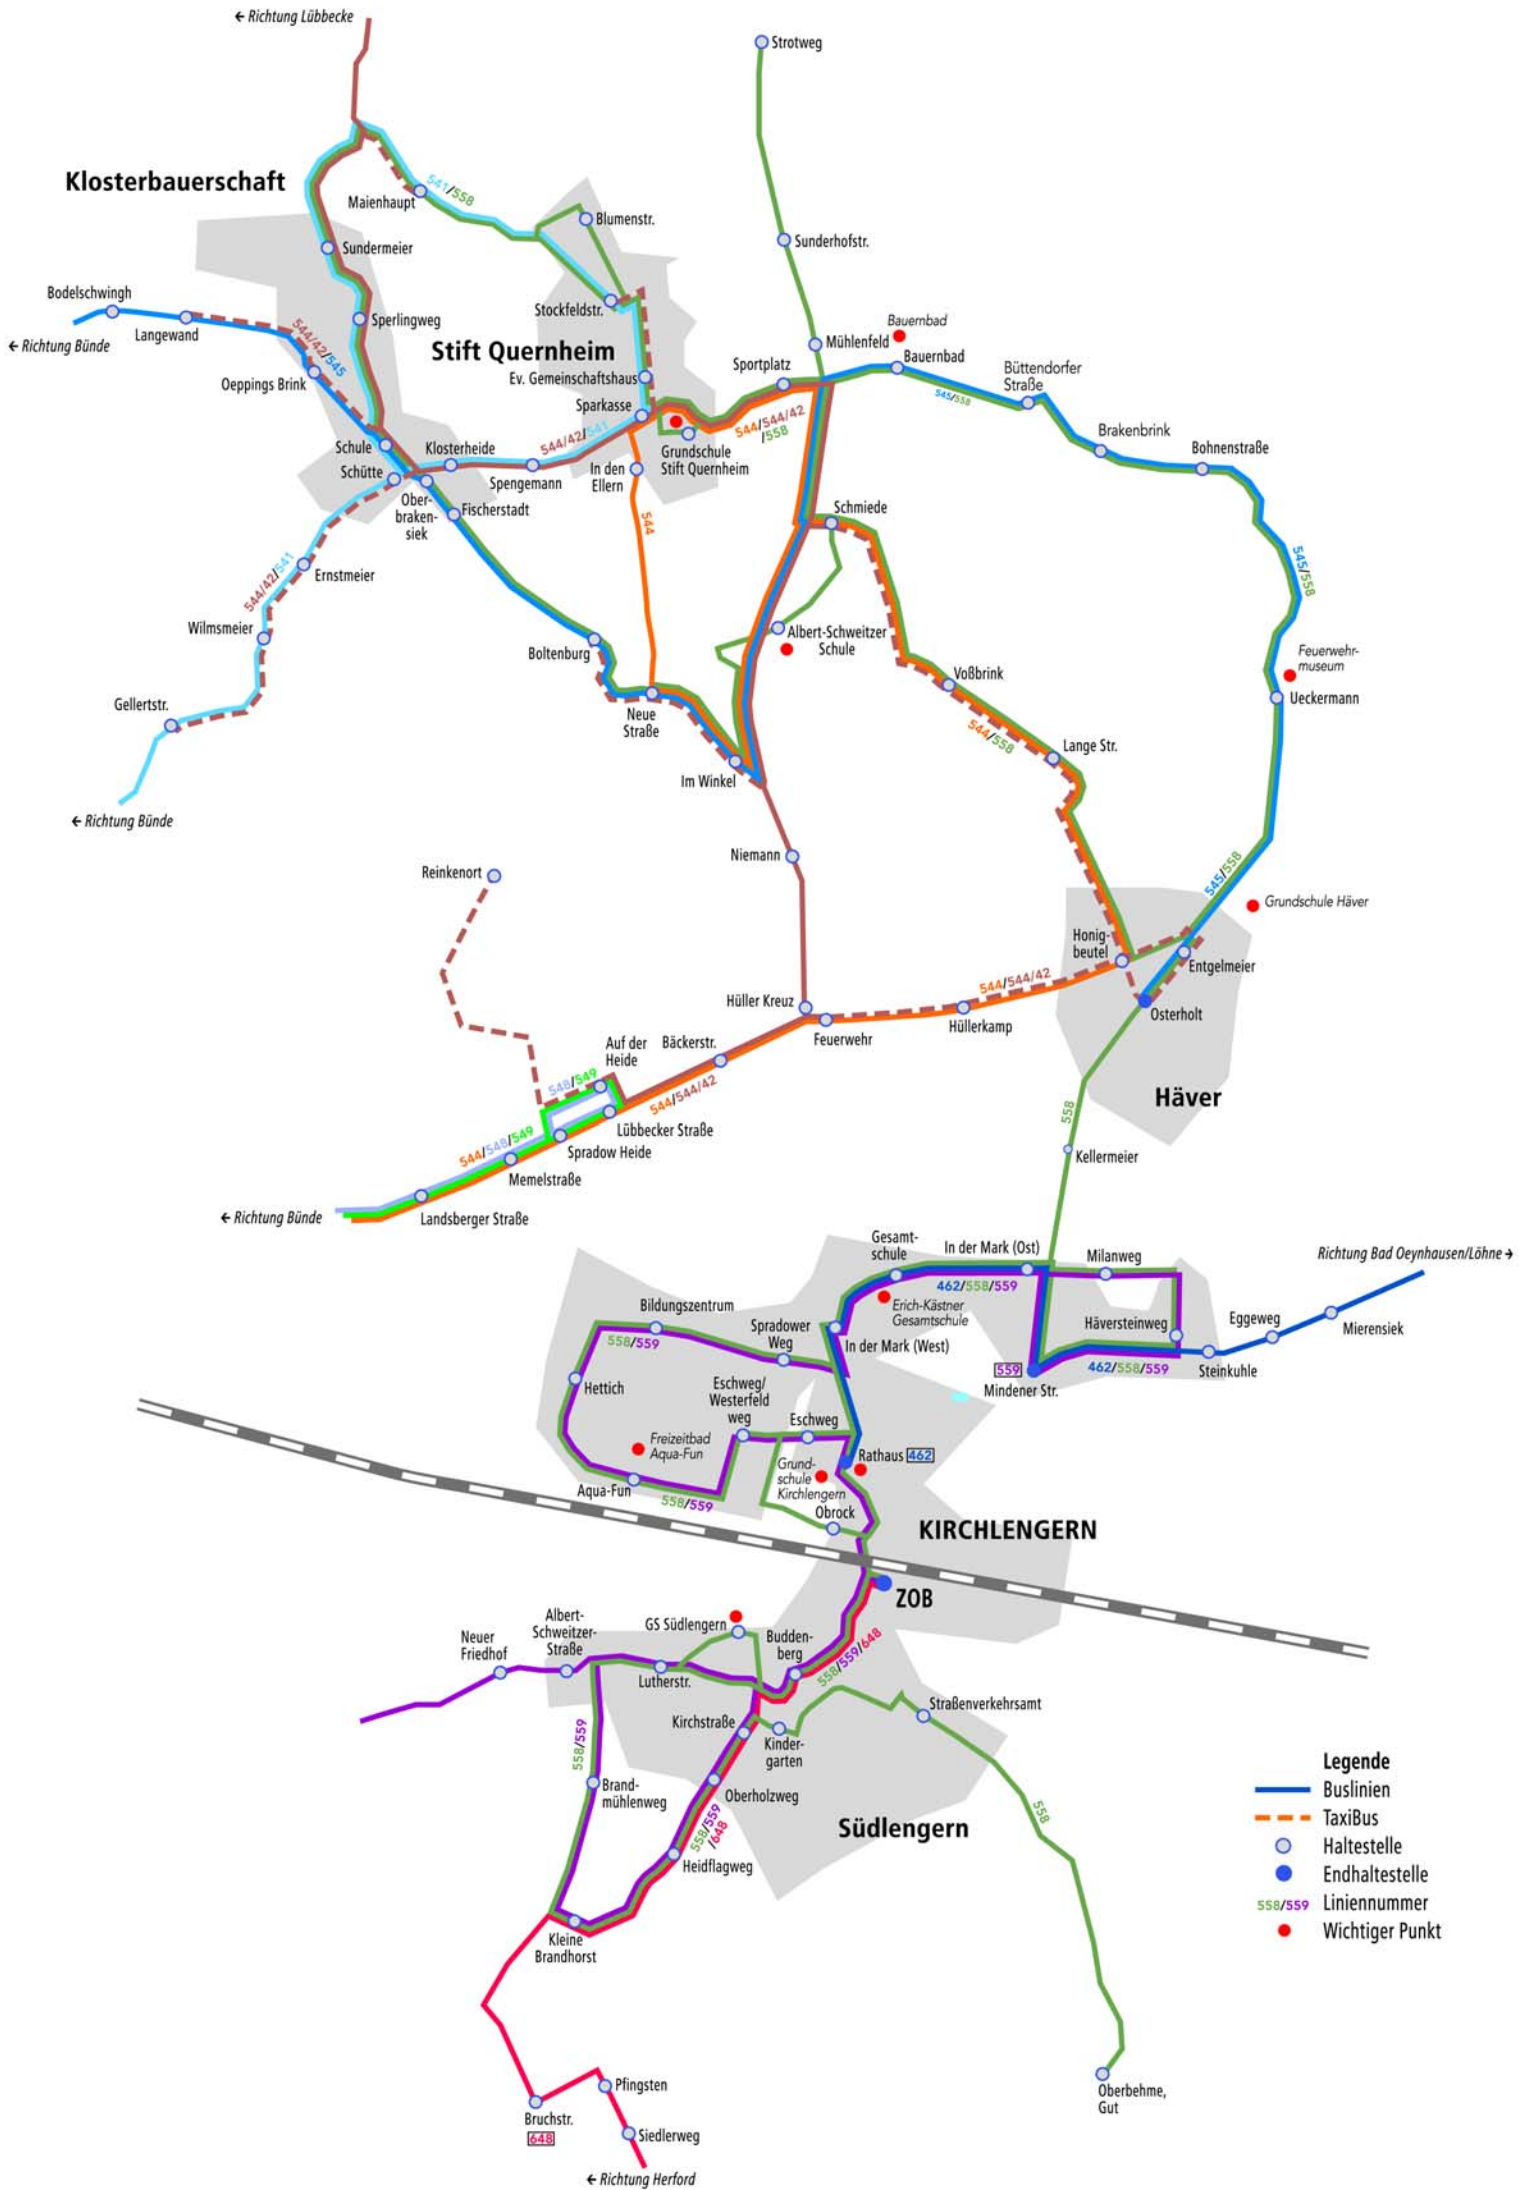 ← Richtung Lübbecke
Strotweg
Klosterbauerschaft
Maienhaupt
541/558
Blumenstr.
Sundermeier
Sunderhofstr.
Bodelschwingh
Langewand
← Richtung Bünde
544/42/545
Sperlingweg
Stockfeldstr.
Stift Quernheim
Oeppings Brink
Ev. Gemeinschaftshaus
Sparkasse
Sportplatz
Mühlenfeld
Bauernbad
Bauernbad
Büttendorfer
Straße
545/558
Brakenbrink
Bohnenstraße
Schule
Schütte
Klosterheide
544/42/541
Spengemann
Ober-
braken-
siek
Fischerstadt
In den
Ellern
Grundschule
Stift Quernheim
544/544/42
/558
544
Schmiede
545/558
544/42/541
Ernstmeier
Wilmsmeier
Gellertstr.
← Richtung Bünde
Boltenburg
Neue
Straße
Im Winkel
Albert-Schweitzer
Schule
Voßbrink
544/558
Lange Str.
Feuerwehr-
museum
Ueckermann
Niemann
Reinkenort
545/558
Grundschule Häver
Honig-
beutel
Entgelmeier
Osterholt
544/544/42
Hüller Kreuz
Feuerwehr
Hüllerkamp
Häver
Auf der
Heide
Bäckerstr.
548/549
544/544/42
Lübbecker Straße
Spradow Heide
544/548/549
Memelstraße
Landsberger Straße
← Richtung Bünde
558
Kellermeier
Gesamt-
schule
In der Mark (Ost)
Milanweg
Richtung Bad Oeynhausen/Löhne →
462/558/559
Erich-Kästner
Gesamtschule
Häversteinweg
Eggeweg
Mierensiek
Steinkuhle
462/558/559
559
Mindener Str.
Bildungszentrum
558/559
Spradower
Weg
In der Mark (West)
Hettich
Eschweg/
Westerfeld
weg
Eschweg
Freizeitbad
Aqua-Fun
Rathaus 462
Grund-
schule
Kirchlengern
Aqua-Fun
558/559
Obrock
KIRCHLENGERN
ZOB
Albert-
Schweitzer-
Straße
GS Südlengern
Neuer
Friedhof
Budden-
berg
558/559/648
Lutherstr.
Straßenverkehrsamt
Kirchstraße
Kinder-
garten
558/559
Brand-
mühlenweg
Oberholzweg
558/559
/648
Heidflagweg
Südlengern
558
Kleine
Brandhorst
Legende
Buslinien
TaxiBus
Haltestelle
Endhaltestelle
558/559 Liniennummer
Wichtiger Punkt
Oberbehme,
Gut
Pfingsten
Bruchstr.
648
Siedlerweg
← Richtung Herford